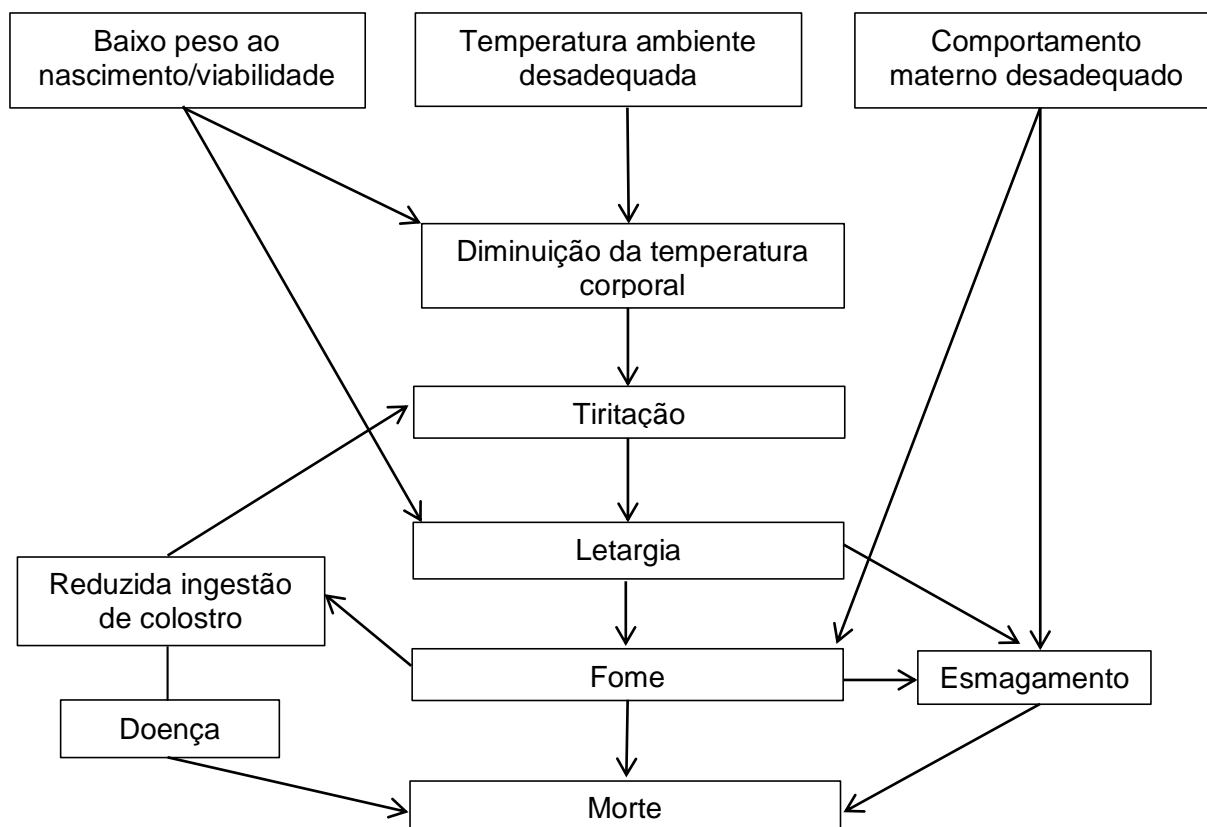 Baixo peso ao
nascimento/viabilidade
Temperatura ambiente
desadequada
Comportamento
materno desadequado
Diminuição da temperatura
corporal
Tiritação
Letargia
Reduzida ingestão
de colostro
Fome
Esmagamento
Doença
Morte